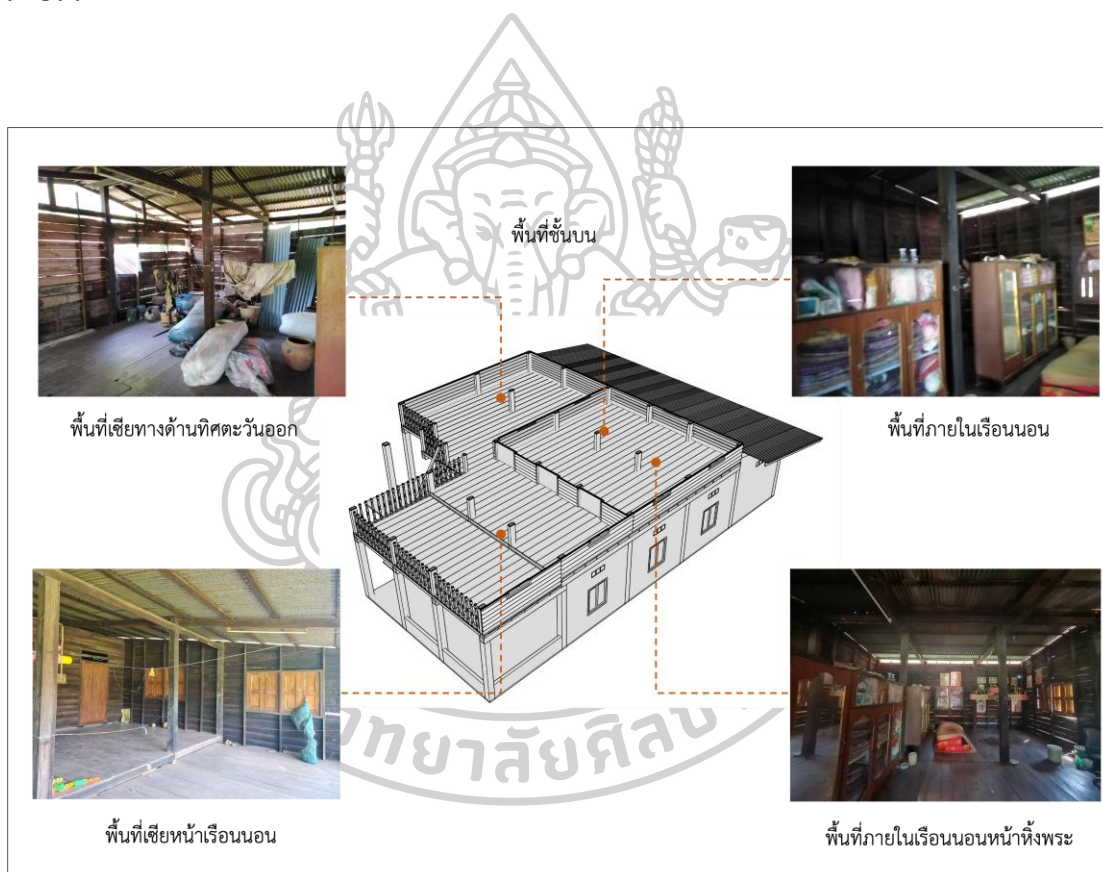 พื้นที่ชั้นบน
พื้นที่เซียทางด้านทิศตะวันออก
พื้นที่ภายในเรือนนอน
พื้นที่เซียหน้าเรือนนอน
พื้นที่ภายในเรือนนอนหน้าหิ้งพระ